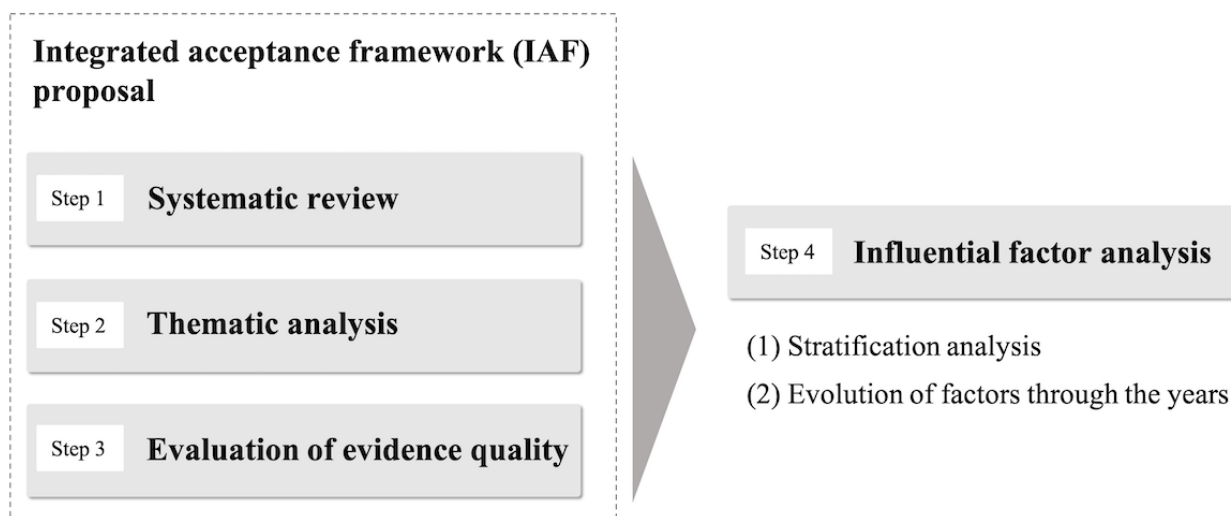 Integrated acceptance framework (IAF)
proposal
Step 1 Systematic review
Step 2 Thematic analysis
Step 3 Evaluation of evidence quality
Step 4 Influential factor analysis
(1) Stratification analysis
(2) Evolution of factors through the years